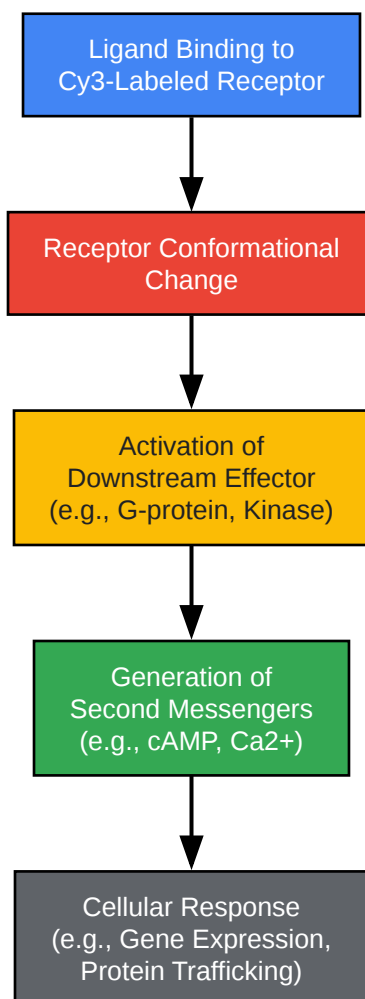 Ligand Binding to
Cy3-Labeled Receptor
Receptor Conformational
Change
Activation of
Downstream Effector
(e.g., G-protein, Kinase)
Generation of
Second Messengers
(e.g., cAMP, Ca2+)
Cellular Response
(e.g., Gene Expression,
Protein Trafficking)